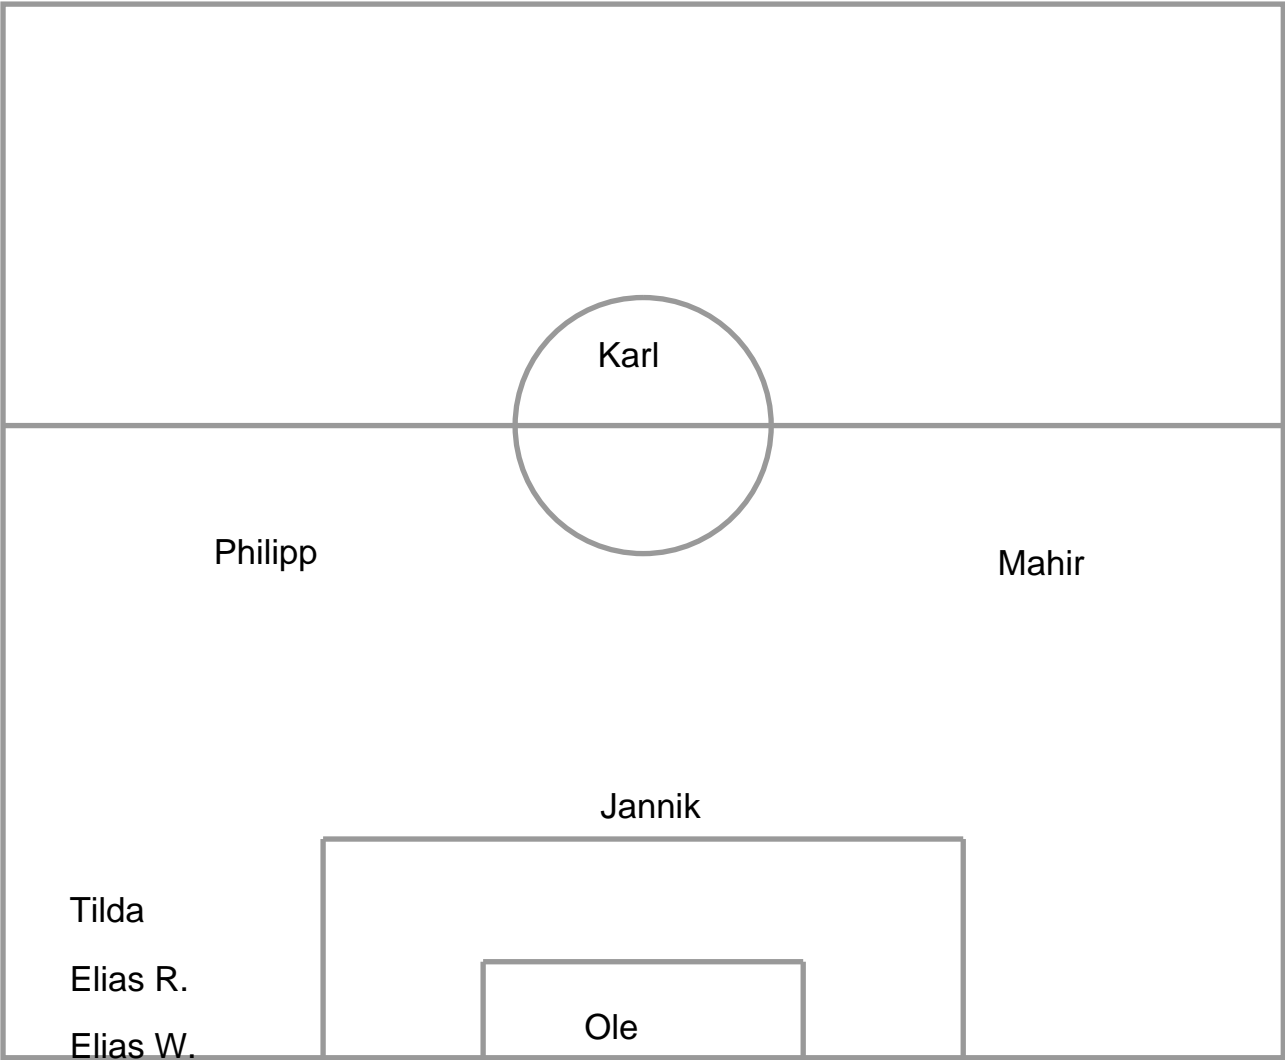 Karl
Philipp
Mahir
Jannik
Tilda
Elias R.
Ole
Elias W.